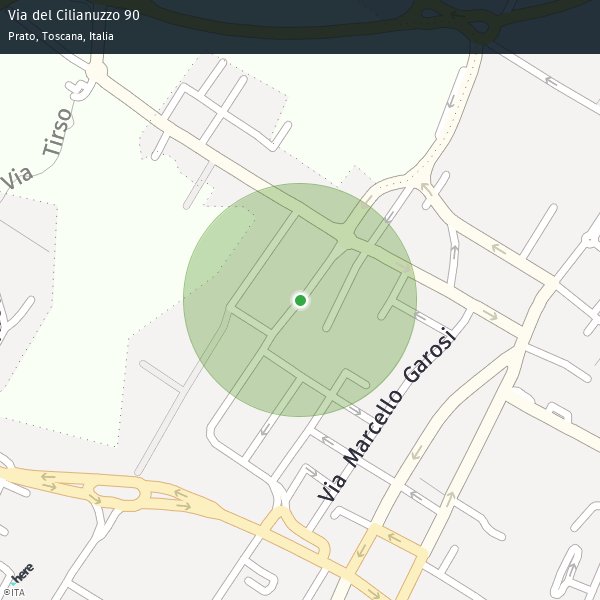 Via del Cilianuzzo 90
Prato, Toscana, Italia
Via Tirso
Via Marcello Garosi
here
©ITA